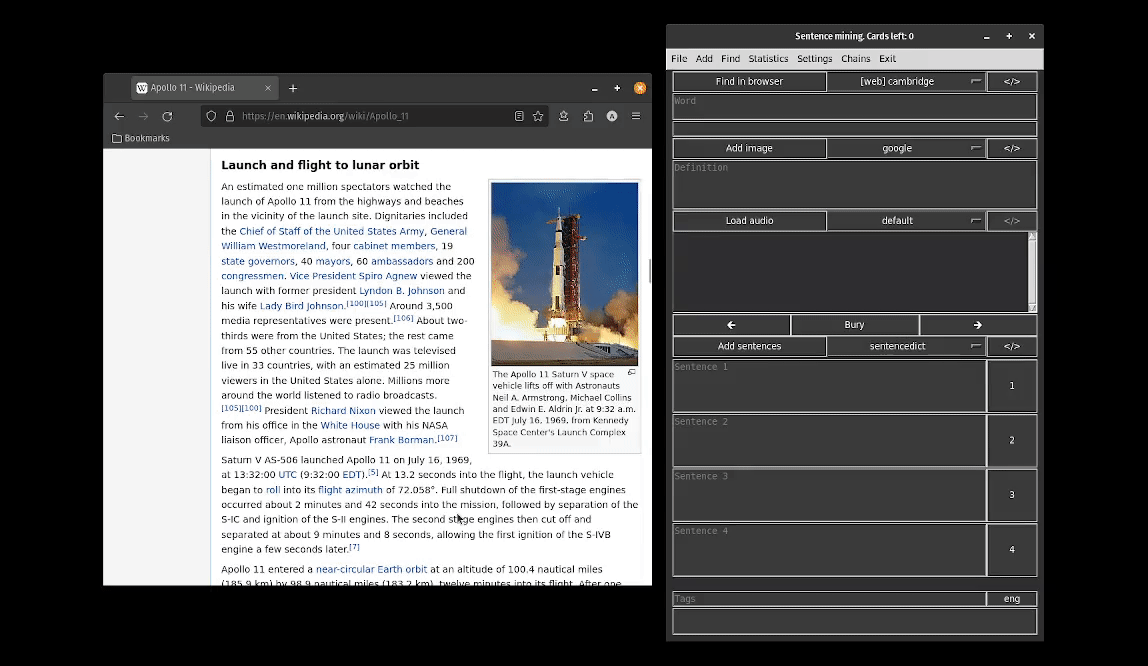 Apollo 11 - Wikipedia
https://en.wikipedia.org/wiki/Apollo_11
Bookmarks
Launch and flight to lunar orbit
An estimated one million spectators watched the
launch of Apollo 11 from the highways and beaches
in the vicinity of the launch site. Dignitaries included
the Chief of Staff of the United States Army, General
William Westmoreland, four cabinet members, 19
state governors, 40 mayors, 60 ambassadors and 200
congressmen. Vice President Spiro Agnew viewed the
launch with former president Lyndon B. Johnson and
his wife Lady Bird Johnson.[100][105] Around 3,500
media representatives were present.[106] About two-
thirds were from the United States; the rest came
from 55 other countries. The launch was televised
live in 33 countries, with an estimated 25 million
viewers in the United States alone. Millions more
around the world listened to radio broadcasts.
[105][100] President Richard Nixon viewed the launch
from his office in the White House with his NASA
liaison officer, Apollo astronaut Frank Borman.[107]
The Apollo 11 Saturn V space
vehicle lifts off with Astronauts
Neil A. Armstrong, Michael Collins
and Edwin E. Aldrin Jr. at 9:32 a.m.
EDT July 16, 1969, from Kennedy
Space Center's Launch Complex
39A.
Saturn V AS-506 launched Apollo 11 on July 16, 1969,
at 13:32:00 UTC (9:32:00 EDT).[5] At 13.2 seconds into the flight, the launch vehicle
began to roll into its flight azimuth of 72.058°. Full shutdown of the first-stage engines
occurred about 2 minutes and 42 seconds into the mission, followed by separation of the
S-IC and ignition of the S-II engines. The second stage engines then cut off and
separated at about 9 minutes and 8 seconds, allowing the first ignition of the S-IVB
engine a few seconds later.[7]
Apollo 11 entered a near-circular Earth orbit at an altitude of 100.4 nautical miles
(185.9 km) by 98.9 nautical miles (183.2 km), twelve minutes into its flight. After one
Sentence mining. Cards left: 0
File Add Find Statistics Settings Chains Exit
Find in browser [web] cambridge </>
Word
Add image google </>
Definition
Load audio default </>
← Bury →
Add sentences sentencedict </>
Sentence 1 1
Sentence 2 2
Sentence 3 3
Sentence 4 4
Tags eng